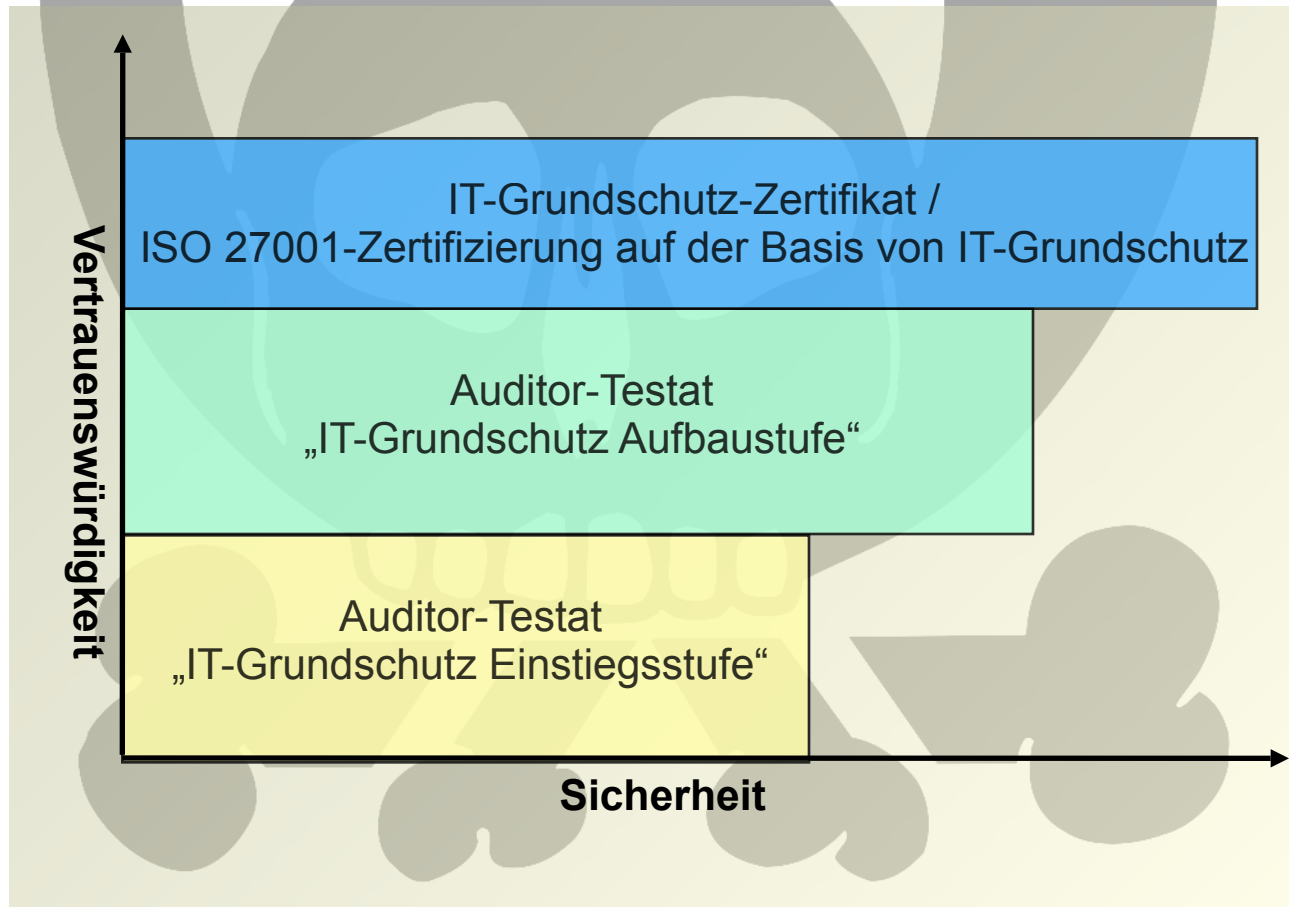 IT-Grundschutz-Zertifikat /
ISO 27001-Zertifizierung auf der Basis von IT-Grundschutz
Auditor-Testat
„IT-Grundschutz Aufbaustufe“
Auditor-Testat
„IT-Grundschutz Einstiegsstufe“
Vertrauenswürdigkeit
Sicherheit